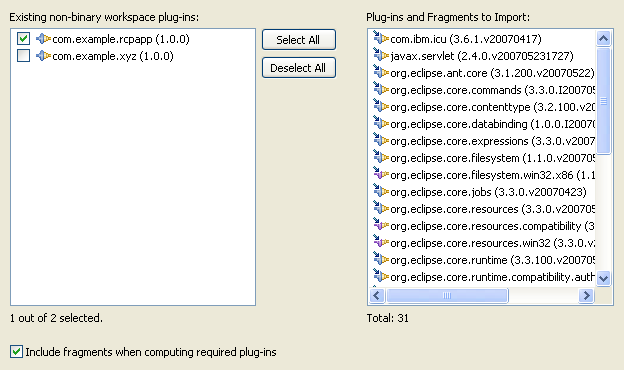 Existing non-binary workspace plug-ins:
com.example.rcpapp (1.0.0)
com.example.xyz (1.0.0)
Select All
Deselect All
1 out of 2 selected.
Include fragments when computing required plug-ins
Plug-ins and Fragments to Import:
com.ibm.icu (3.6.1.v20070417)
javax.servlet (2.4.0.v200705231727)
org.eclipse.ant.core (3.1.200.v20070522)
org.eclipse.core.commands (3.3.0.I200705
org.eclipse.core.contenttype (3.2.100.v20
org.eclipse.core.databinding (1.0.0.I2007
org.eclipse.core.expressions (3.3.0.v2007
org.eclipse.core.filesystem (1.1.0.v200705
org.eclipse.core.filesystem.win32.x86 (1.1
org.eclipse.core.jobs (3.3.0.v20070423)
org.eclipse.core.resources (3.3.0.v200705
org.eclipse.core.resources.compatibility (3
org.eclipse.core.resources.win32 (3.3.0.v
org.eclipse.core.runtime (3.3.100.v20070
org.eclipse.core.runtime.compatibility.auth
Total: 31